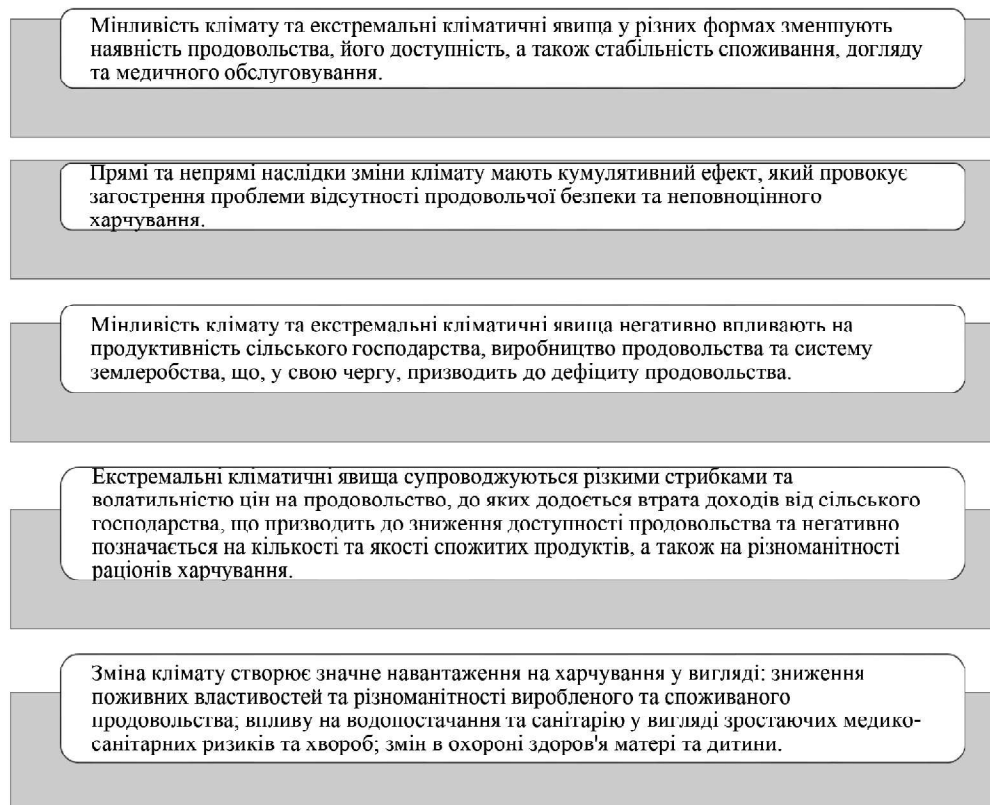 Мінливість клімату та екстремальні кліматичні явища у різних формах зменшують
наявність продовольства, його доступність, а також стабільність споживання, догляду
та медичного обслуговування.
Прямі та непрямі наслідки зміни клімату мають кумулятивний ефект, який провокує
загострення проблеми відсутності продовольчої безпеки та неповноцінного
харчування.
Мінливість клімату та екстремальні кліматичні явища негативно впливають на
продуктивність сільського господарства, виробництво продовольства та систему
землеробства, що, у свою чергу, призводить до дефіциту продовольства.
Екстремальні кліматичні явища супроводжуються різкими стрибками та
волатильністю цін на продовольство, до яких додоється втрата доходів від сільського
господарства, що призводить до зниження доступності продовольства та негативно
позначається на кількості та якості спожитих продуктів, а також на різноманітності
раціонів харчування.
Зміна клімату створює значне навантаження на харчування у вигляді: зниження
поживних властивостей та різноманітності виробленого та споживаного
продовольства; впливу на водопостачання та санітарію у вигляді зростаючих медико-
санітарних ризиків та хвороб; змін в охороні здоров'я матері та дитини.